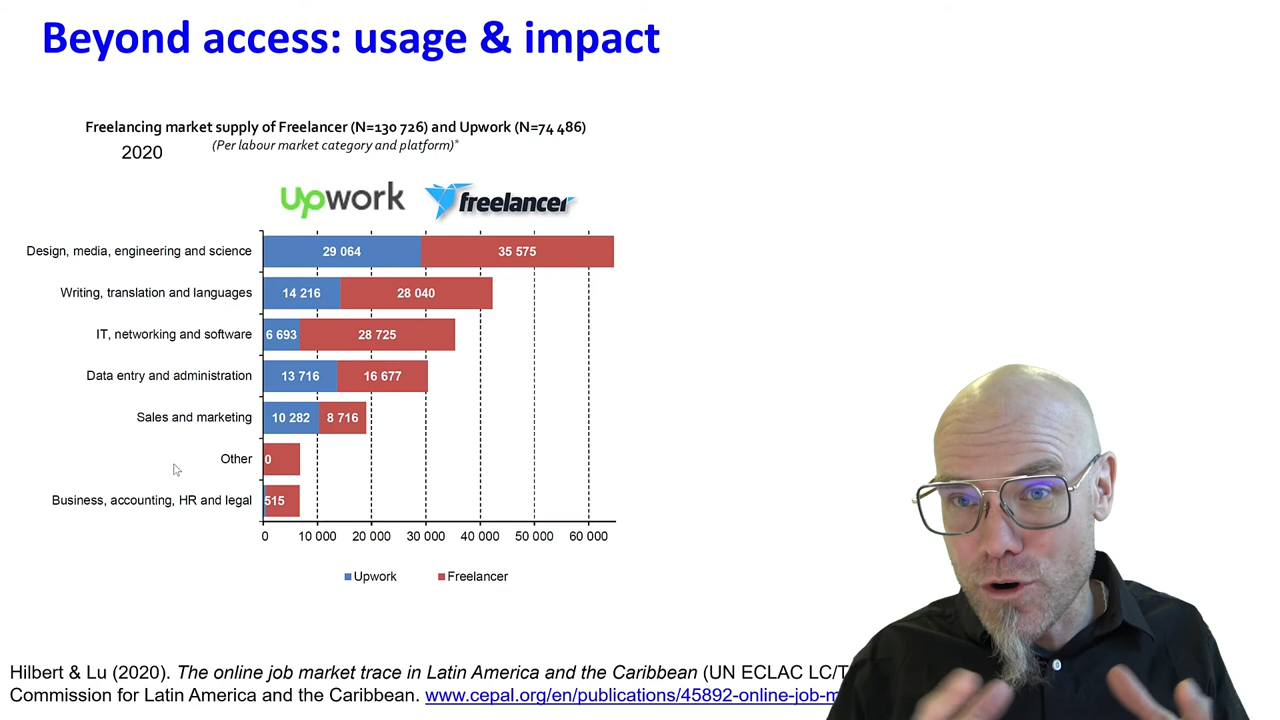 Beyond access: usage & impact
Freelancing market supply of Freelancer (N=130 726) and Upwork (N=74 486)
2020
(Per labour market category and platform)*
upwork
freelancer
Design, media, engineering and science 29 064 35 575
Writing, translation and languages 14 216 28 040
IT, networking and software 6 693 28 725
Data entry and administration 13 716 16 677
Sales and marketing 10 282 8 716
Other 0
Business, accounting, HR and legal 515
0 10 000 20 000 30 000 40 000 50 000 60 000
Upwork Freelancer
Hilbert & Lu (2020). The online job market trace in Latin America and the Caribbean (UN ECLAC LC/T
Commission for Latin America and the Caribbean. www.cepal.org/en/publications/45892-online-job-m